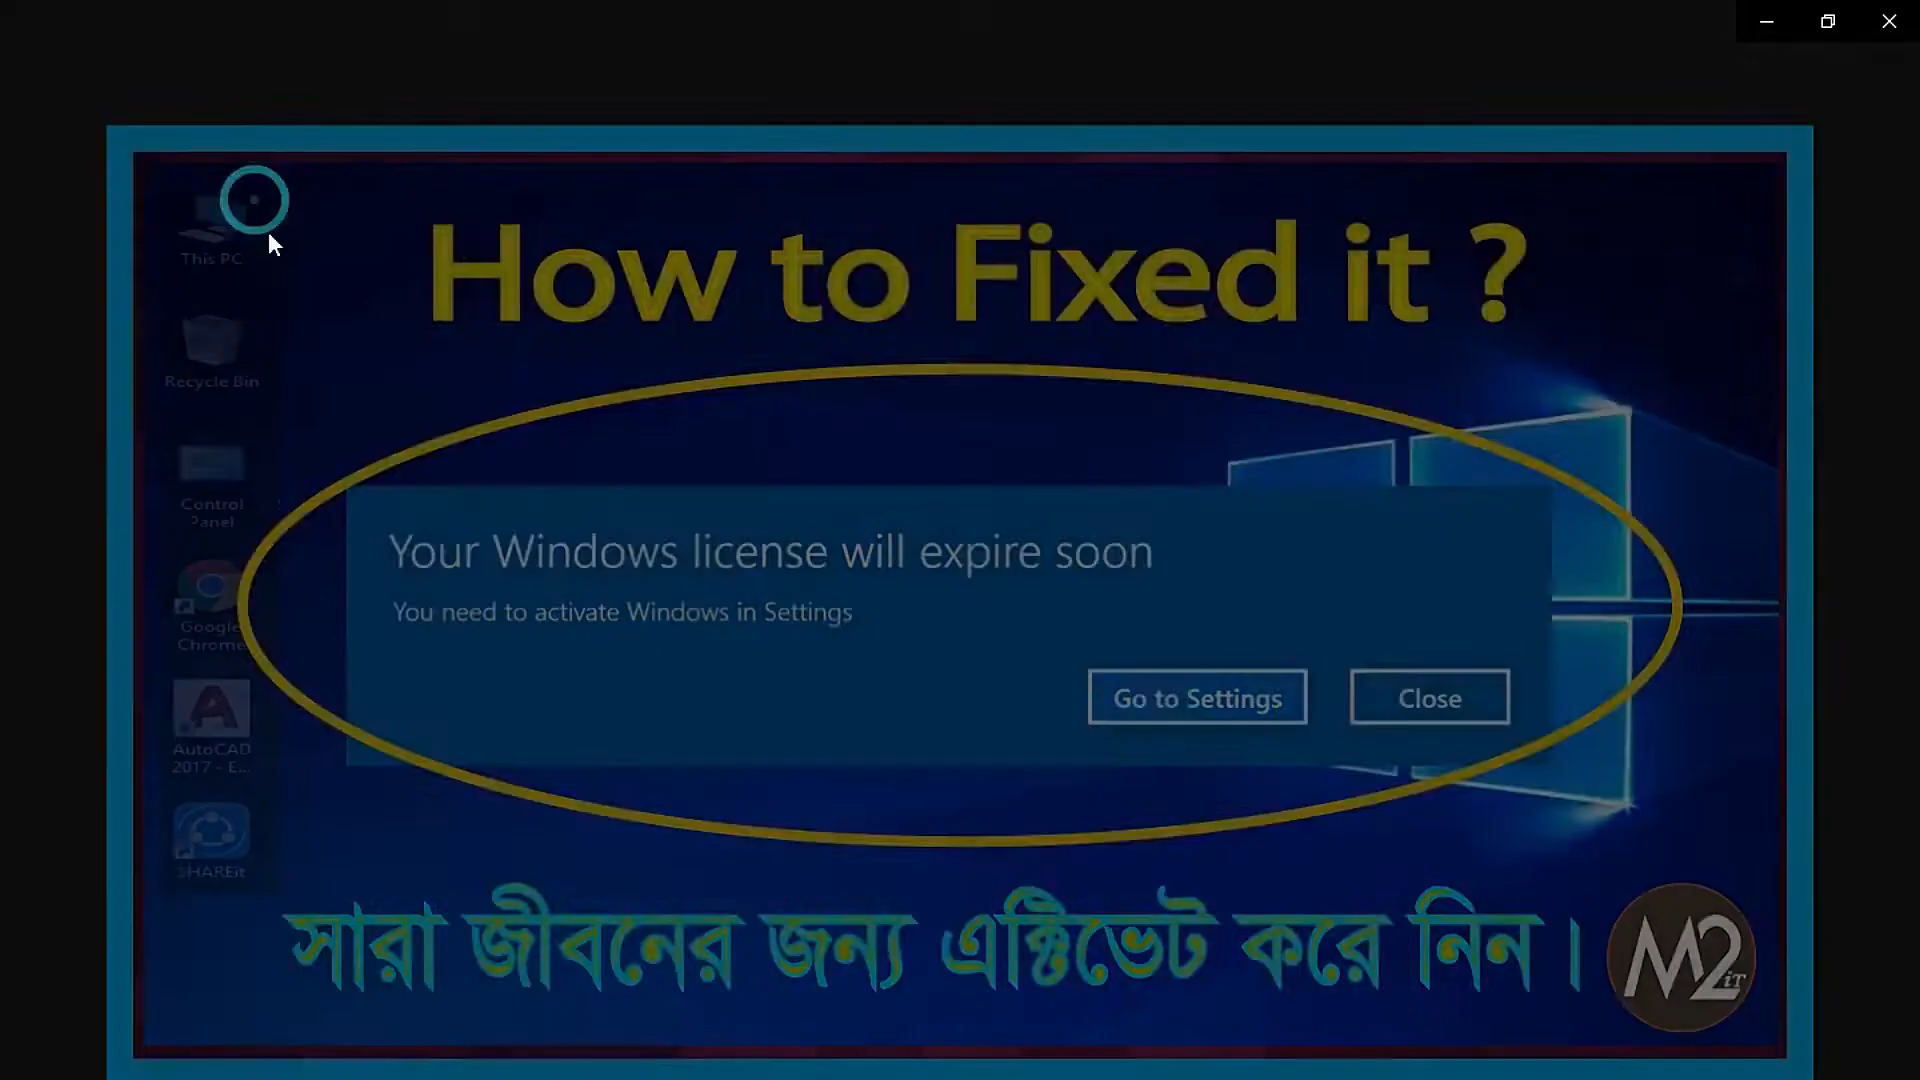 How to Fixed it ?
This PC
Recycle Bin
Control
Panel
Google
Chrome
AutoCAD
2017 - E...
SHAREit
Your Windows license will expire soon
You need to activate Windows in Settings
Go to Settings
Close
সারা জীবনের জন্য এক্টিভেট করে নিন।
M2
iT